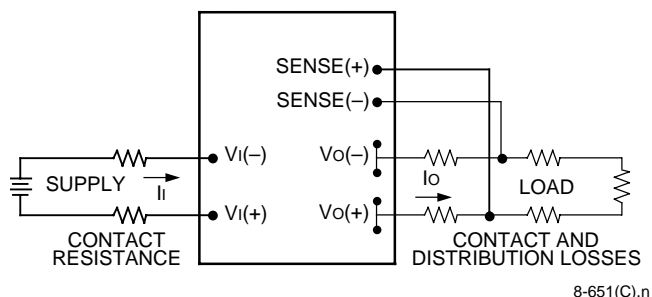 SENSE(+)
SENSE(–)
VI(–)
VO(–)
SUPPLY
II
IO
LOAD
VI(+)
VO(+)
CONTACT
RESISTANCE
CONTACT AND
DISTRIBUTION LOSSES
8-651(C).n